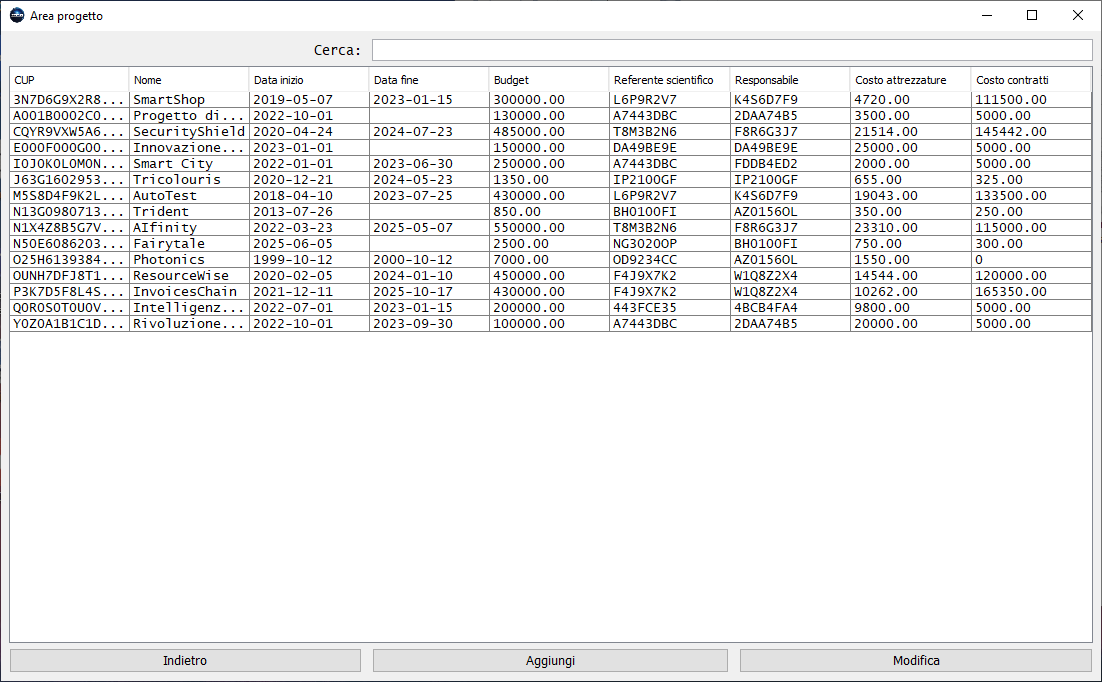 Area progetto
Cerca:
CUP Nome Data inizio Data fine Budget Referente scientifico Responsabile Costo attrezzature Costo contratti
3N7D6G9X2R8... SmartShop 2019-05-07 2023-01-15 300000.00 L6P9R2V7 K4S6D7F9 4720.00 111500.00
A001B0002C0... Progetto di... 2022-10-01 130000.00 A7443DBC 2DAA74B5 3500.00 5000.00
CQYR9VXW5A6... SecurityShield 2020-04-24 2024-07-23 485000.00 T8M3B2N6 F8R6G3J7 21514.00 145442.00
E000F000G00... Innovazione... 2023-01-01 150000.00 DA49BE9E DA49BE9E 25000.00 5000.00
I0J0K0L0M0N... Smart City 2022-01-01 2023-06-30 250000.00 A7443DBC FDDB4ED2 2000.00 5000.00
J63G1602953... Tricolouris 2020-12-21 2024-05-23 1350.00 IP2100GF IP2100GF 655.00 325.00
M5S8D4F9K2L... AutoTest 2018-04-10 2023-07-25 430000.00 L6P9R2V7 K4S6D7F9 19043.00 133500.00
N13G0980713... Trident 2013-07-26 850.00 BH0100FI AZ0156OL 350.00 250.00
N1X4Z8B5G7V... AIfinity 2022-03-23 2025-05-07 550000.00 T8M3B2N6 F8R6G3J7 23310.00 115000.00
N50E6086203... Fairytale 2025-06-05 2500.00 NG3020OP BH0100FI 750.00 300.00
O25H6139384... Photonics 1999-10-12 2000-10-12 7000.00 OD9234CC AZ0156OL 1550.00 0
OUNH7DFJ8T1... ResourceWise 2020-02-05 2024-01-10 450000.00 F4J9X7K2 W1Q8Z2X4 14544.00 120000.00
P3K7D5F8L4S... InvoicesChain 2021-12-11 2025-10-17 430000.00 F4J9X7K2 W1Q8Z2X4 10262.00 165350.00
Q0R0S0T0U0V... Intelligenz... 2022-07-01 2023-01-15 200000.00 443FCE35 4BCB4FA4 9800.00 5000.00
Y0Z0A1B1C1D... Rivoluzione... 2022-10-01 2023-09-30 100000.00 A7443DBC 2DAA74B5 20000.00 5000.00
Indietro Aggiungi Modifica